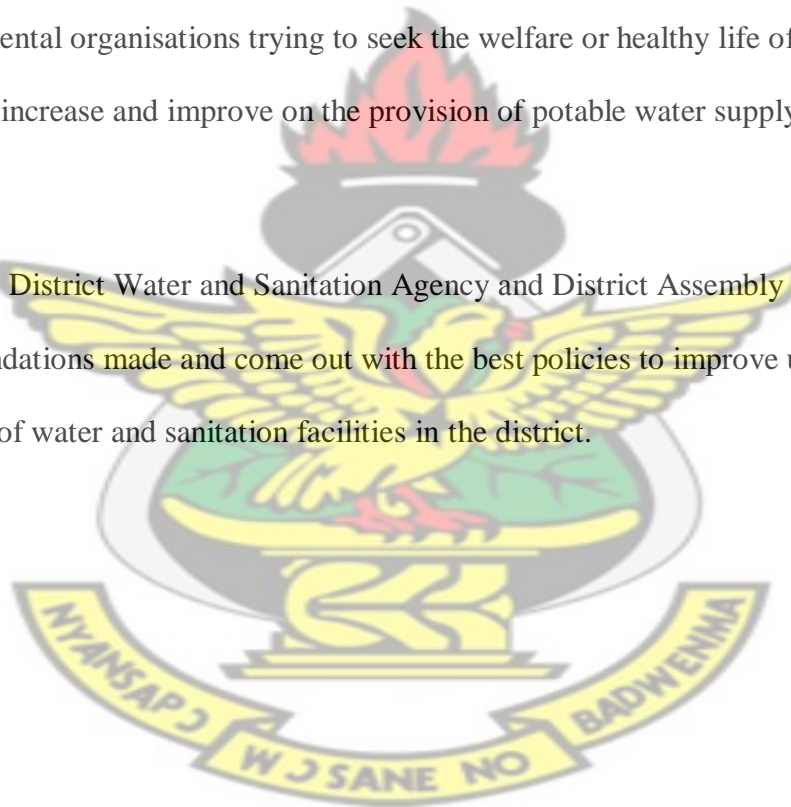 ental organisations trying to seek the welfare or healthy life of
increase and improve on the provision of potable water supply
District Water and Sanitation Agency and District Assembly
ndations made and come out with the best policies to improve u
of water and sanitation facilities in the district.
NYANSAPƆ
WƆSANE NO
BADWENMA